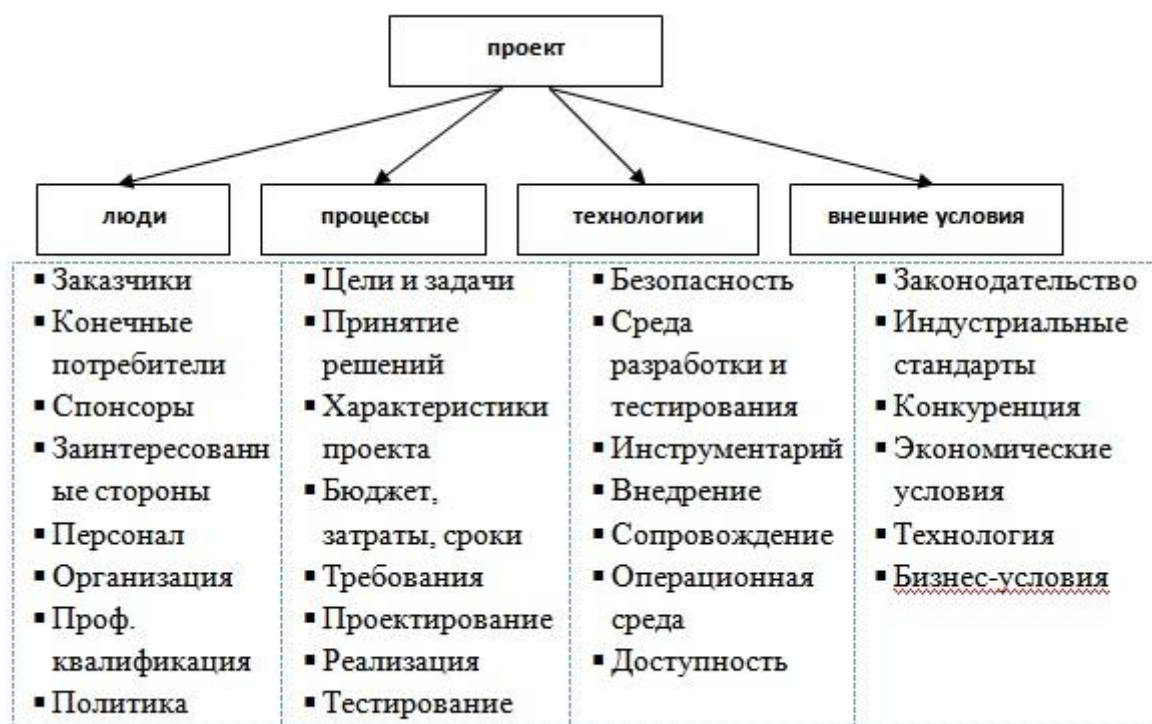 проект
люди
процессы
технологии
внешние условия
▪ Заказчики
▪ Конечные
потребители
▪ Спонсоры
▪ Заинтересованн
ые стороны
▪ Персонал
▪ Организация
▪ Проф.
квалификация
▪ Политика
▪ Цели и задачи
▪ Принятие
решений
▪ Характеристики
проекта
▪ Бюджет,
затраты, сроки
▪ Требования
▪ Проектирование
▪ Реализация
▪ Тестирование
▪ Безопасность
▪ Среда
разработки и
тестирования
▪ Инструментарий
▪ Внедрение
▪ Сопровождение
▪ Операционная
среда
▪ Доступность
▪ Законодательство
▪ Индустриальные
стандарты
▪ Конкуренция
▪ Экономические
условия
▪ Технология
▪ Бизнес-условия